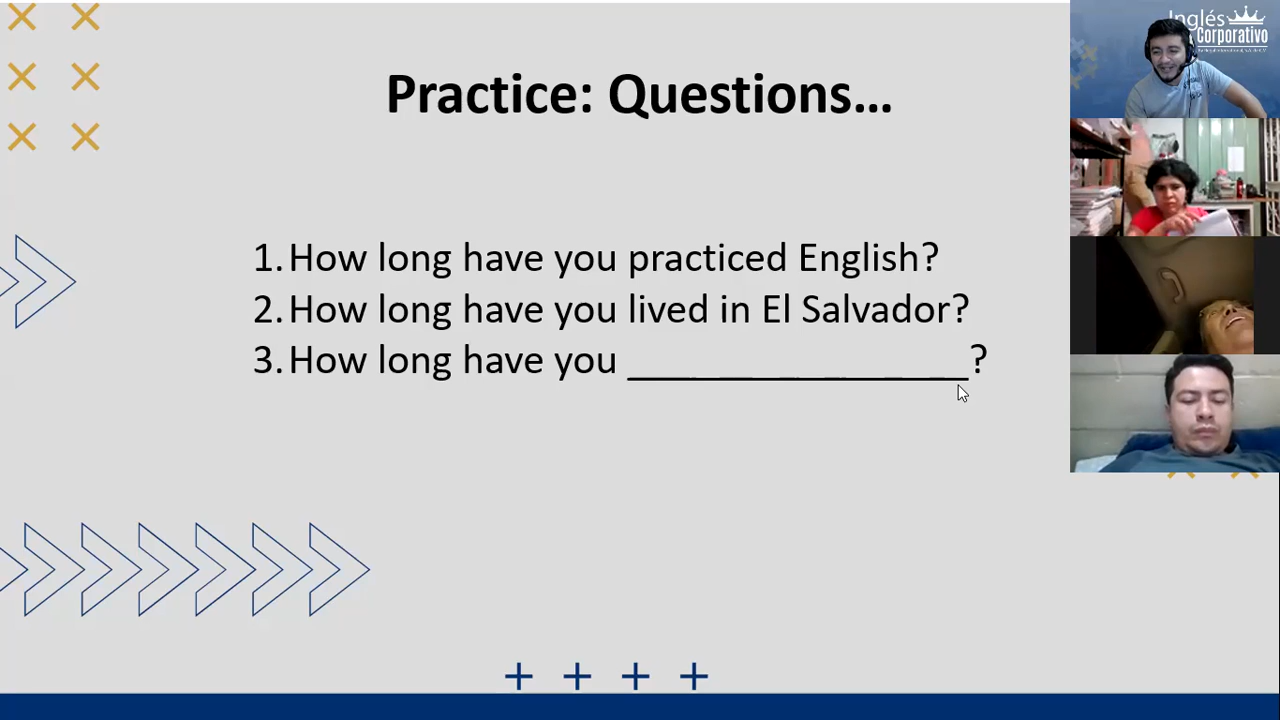 Practice: Questions...
1. How long have you practiced English?
2. How long have you lived in El Salvador?
3. How long have you _______________?
Inglés
Corporativo